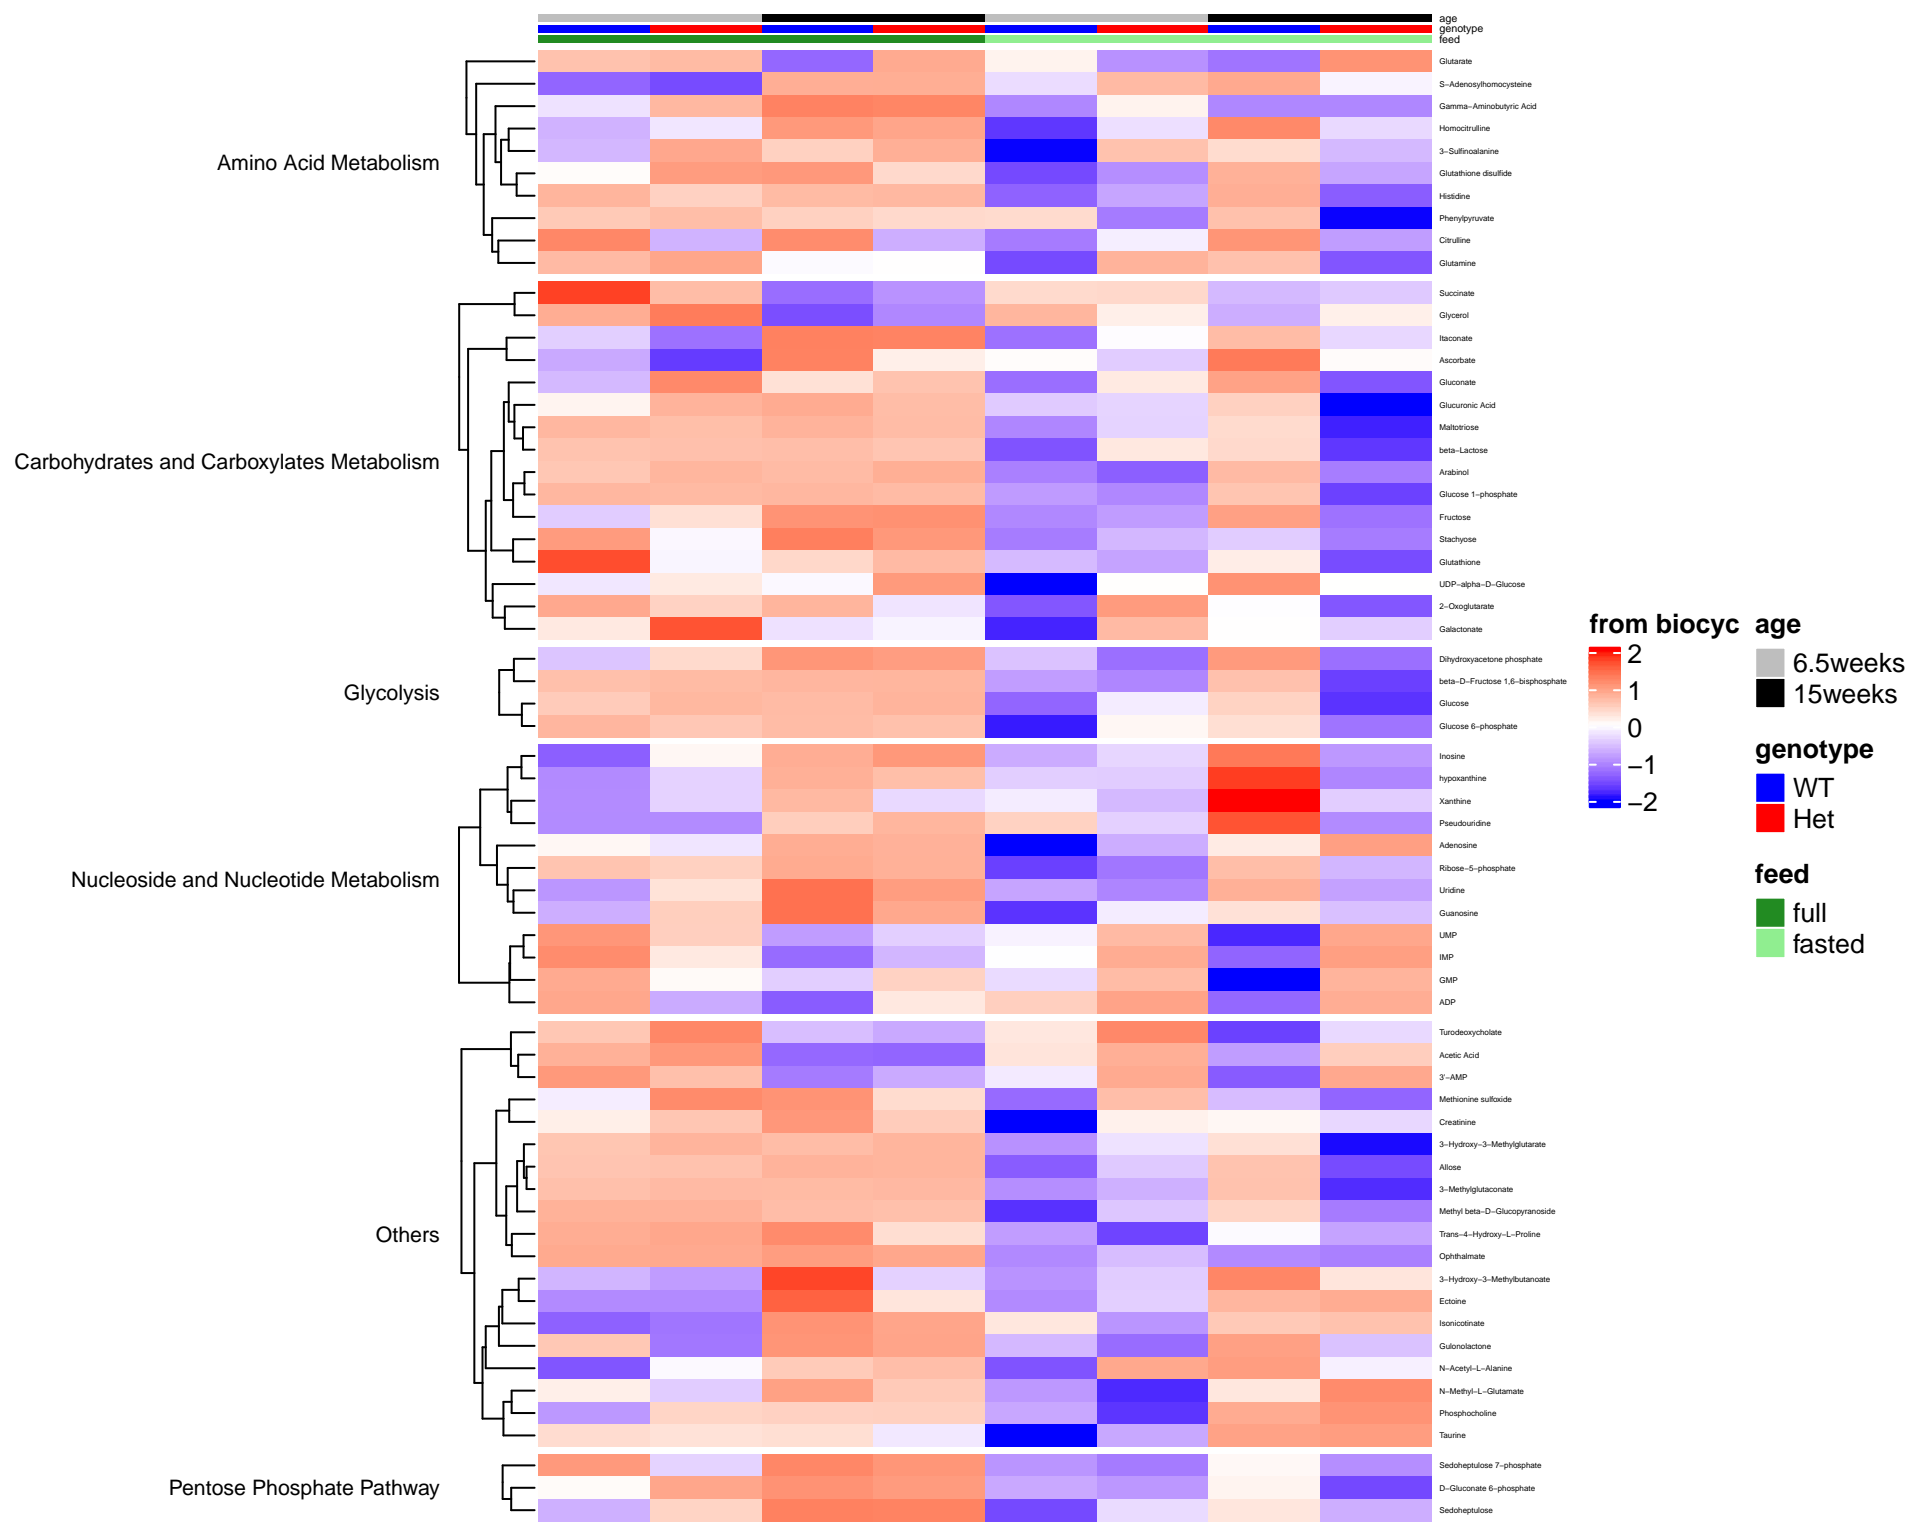 age
genotype
feed
Amino Acid Metabolism
Glutarate
S−Adenosylhomocysteine
Gamma−Aminobutyric Acid
Homocitrulline
3−Sulfinoalanine
Glutathione disulfide
Histidine
Phenylpyruvate
Citrulline
Glutamine
Carbohydrates and Carboxylates Metabolism
Succinate
Glycerol
Itaconate
Ascorbate
Gluconate
Glucuronic Acid
Maltotriose
beta−Lactose
Arabinol
Glucose 1−phosphate
Fructose
Stachyose
Glutathione
UDP−alpha−D−Glucose
2−Oxoglutarate
Galactonate
Glycolysis
Dihydroxyacetone phosphate
beta−D−Fructose 1,6−bisphosphate
Glucose
Glucose 6−phosphate
Nucleoside and Nucleotide Metabolism
Inosine
hypoxanthine
Xanthine
Pseudouridine
Adenosine
Ribose−5−phosphate
Uridine
Guanosine
UMP
IMP
GMP
ADP
Others
Turodeoxycholate
Acetic Acid
3'−AMP
Methionine sulfoxide
Creatinine
3−Hydroxy−3−Methylglutarate
Allose
3−Methylglutaconate
Methyl beta−D−Glucopyranoside
Trans−4−Hydroxy−L−Proline
Ophthalmate
3−Hydroxy−3−Methylbutanoate
Ectoine
Isonicotinate
Gulonolactone
N−Acetyl−L−Alanine
N−Methyl−L−Glutamate
Phosphocholine
Taurine
Pentose Phosphate Pathway
Sedoheptulose 7−phosphate
D−Gluconate 6−phosphate
Sedoheptulose
from biocyc
2
1
0
−1
−2
age
6.5weeks
15weeks
genotype
WT
Het
feed
full
fasted